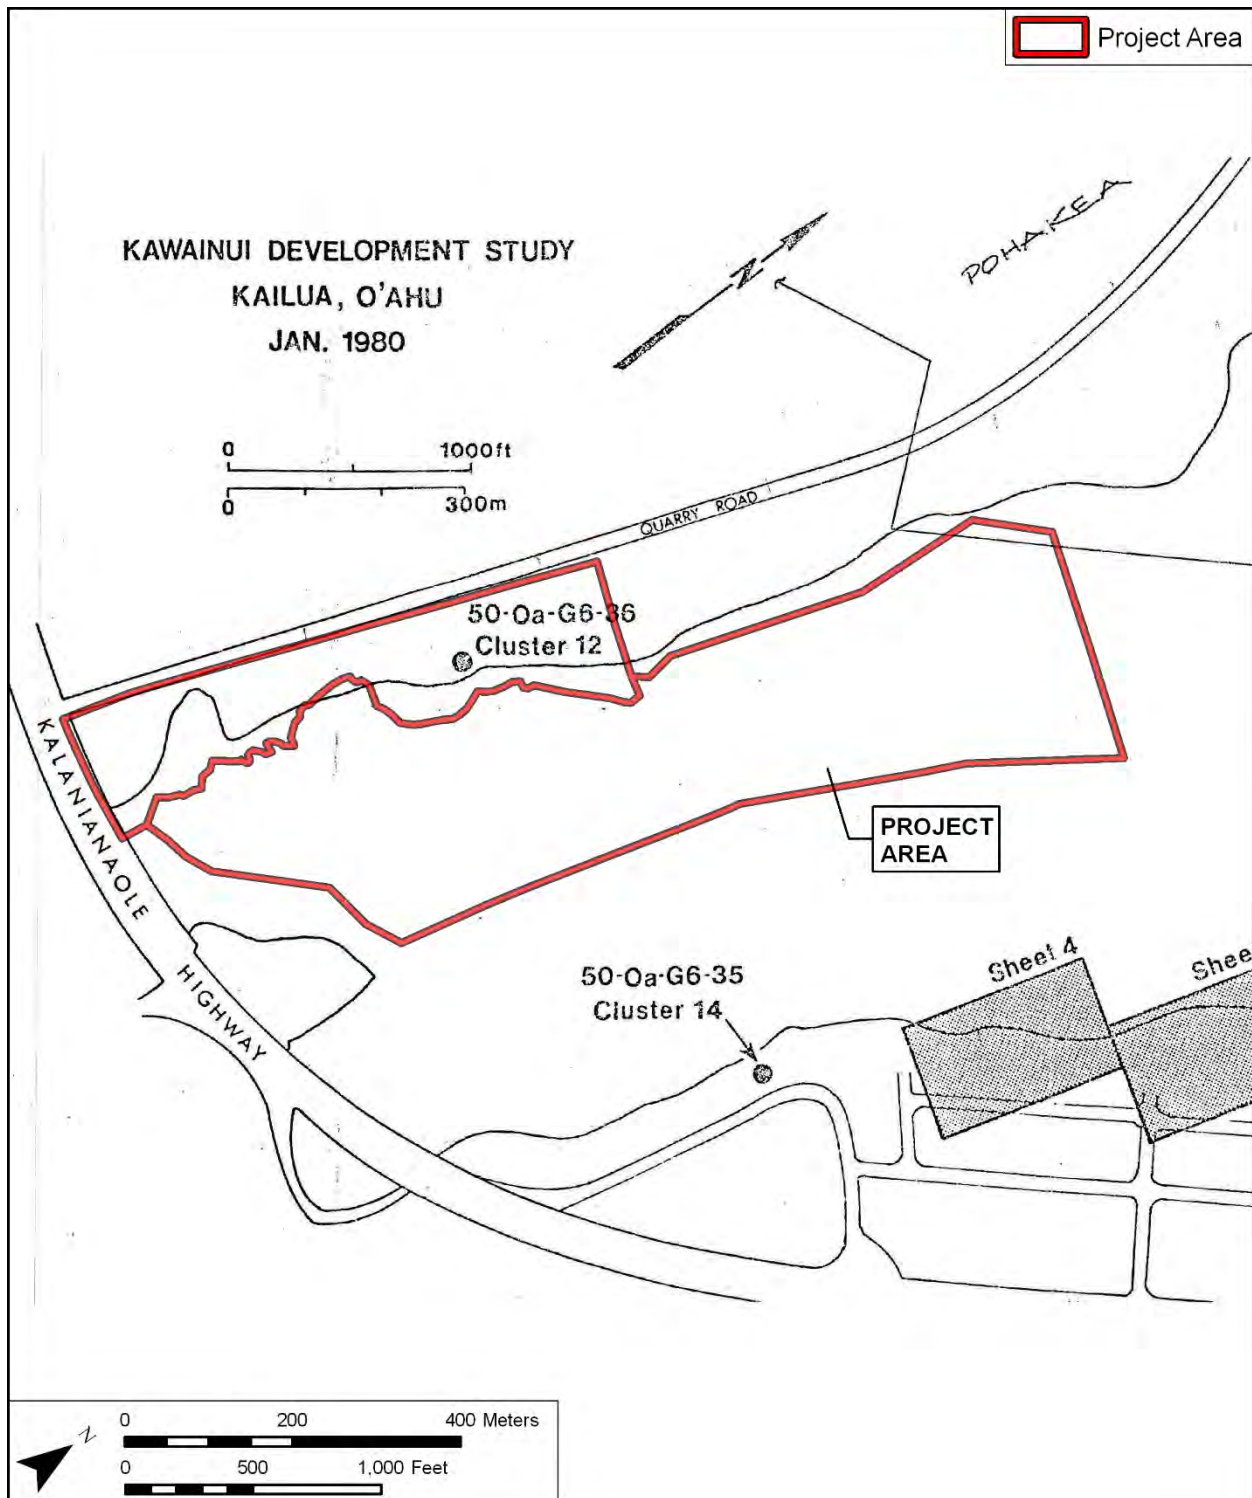 Project Area
KAWAINUI DEVELOPMENT STUDY
KAILUA, O'AHU
JAN. 1980
N
POHAKEA
0 1000ft
0 300m
QUARRY ROAD
50-Oa-G6-36
Cluster 12
KALANIANAOLE
HIGHWAY
PROJECT
AREA
50-Oa-G6-35
Cluster 14
Sheet 4
Shee
N
0 200 400 Meters
0 500 1,000 Feet